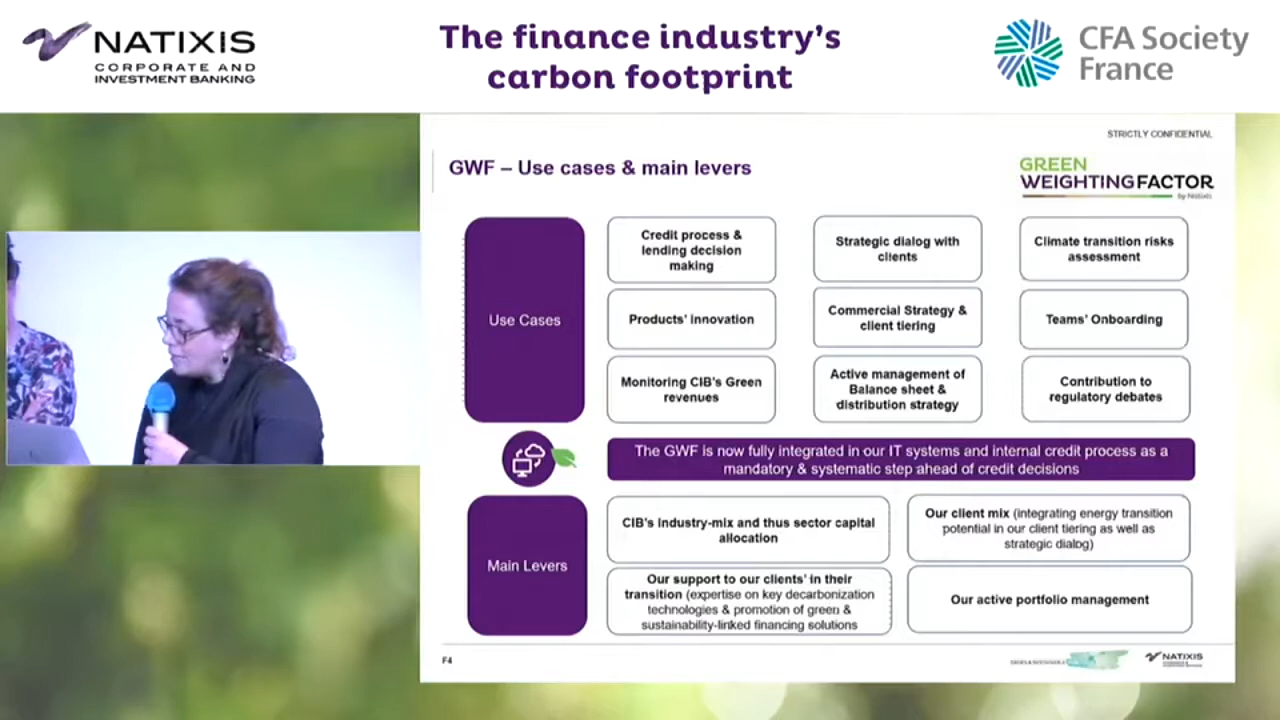 NATIXIS
CORPORATE AND
INVESTMENT BANKING
The finance industry's
carbon footprint
CFA Society
France
STRICTLY CONFIDENTIAL
GWF – Use cases & main levers
GREEN
WEIGHTING FACTOR
by Natixis
Use Cases
Credit process &
lending decision
making
Strategic dialog with
clients
Climate transition risks
assessment
Products' innovation
Commercial Strategy &
client tiering
Teams' Onboarding
Monitoring CIB's Green
revenues
Active management of
Balance sheet &
distribution strategy
Contribution to
regulatory debates
The GWF is now fully integrated in our IT systems and internal credit process as a
mandatory & systematic step ahead of credit decisions
Main Levers
CIB's Industry-mix and thus sector capital
allocation
Our client mix (integrating energy transition
potential in our client tiering as well as
strategic dialog)
Our support to our clients' in their
transition (expertise on key decarbonization
technologies & promotion of green &
sustainability-linked financing solutions
Our active portfolio management
F4
NATIXIS